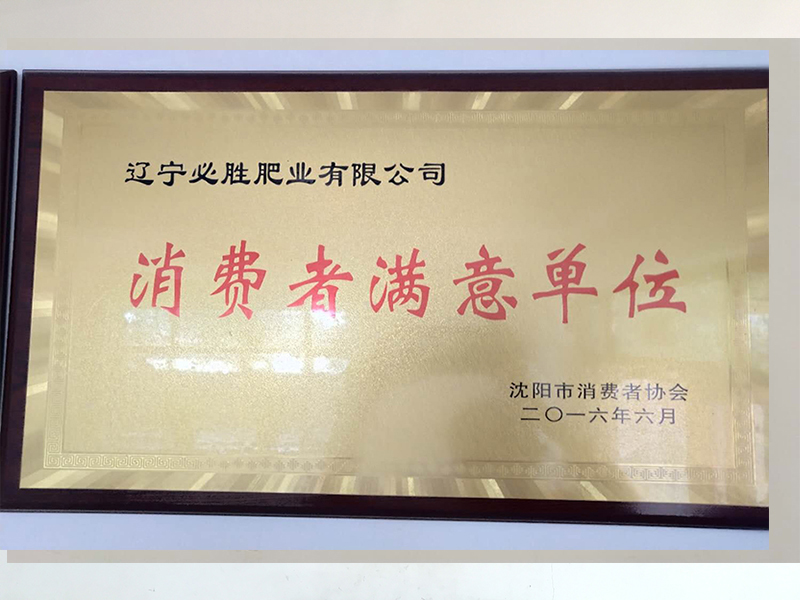 辽宁必胜肥业有限公司
消费者满意单位
沈阳市消费者协会
二〇一六年六月